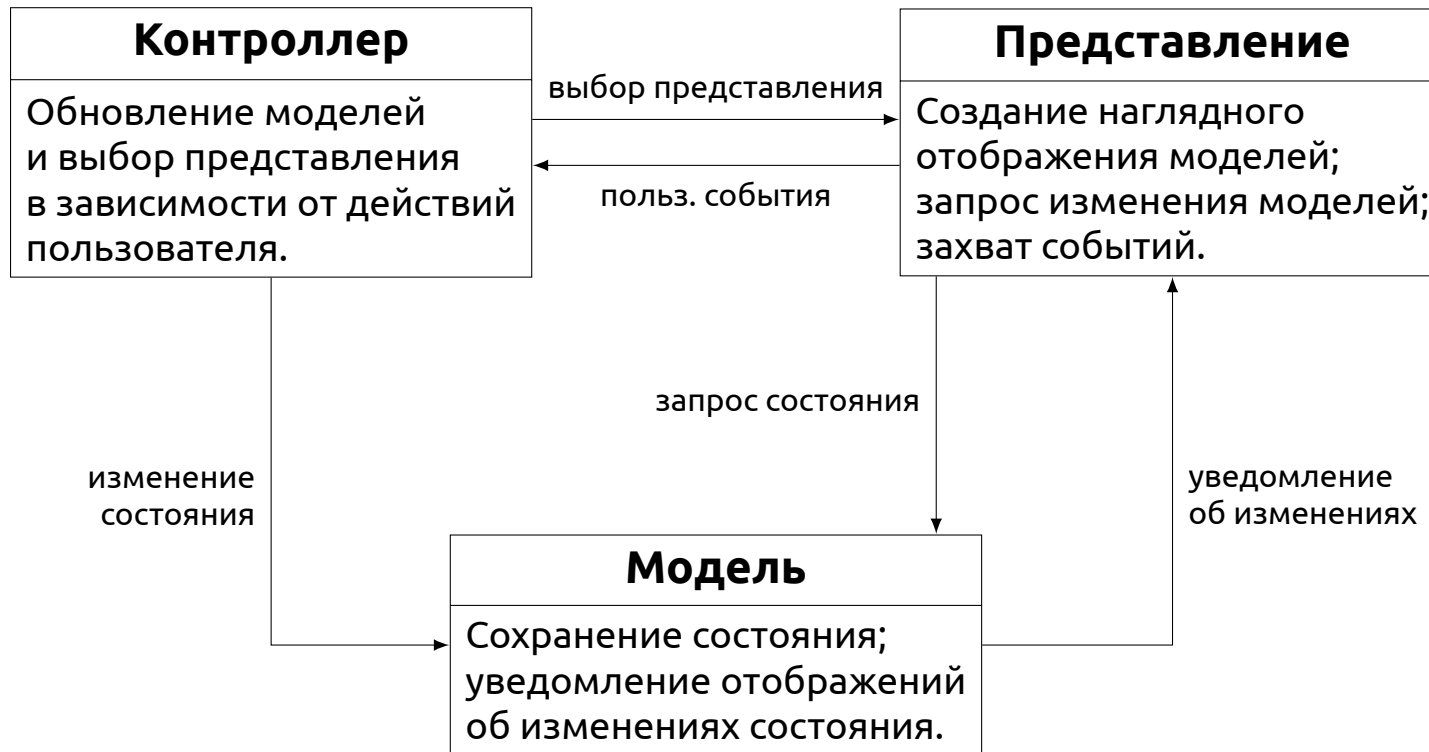 Контроллер
Обновление моделей
и выбор представления
в зависимости от действий
пользователя.
выбор представления
польз. события
Представление
Создание наглядного
отображения моделей;
запрос изменения моделей;
захват событий.
запрос состояния
изменение
состояния
уведомление
об изменениях
Модель
Сохранение состояния;
уведомление отображений
об изменениях состояния.